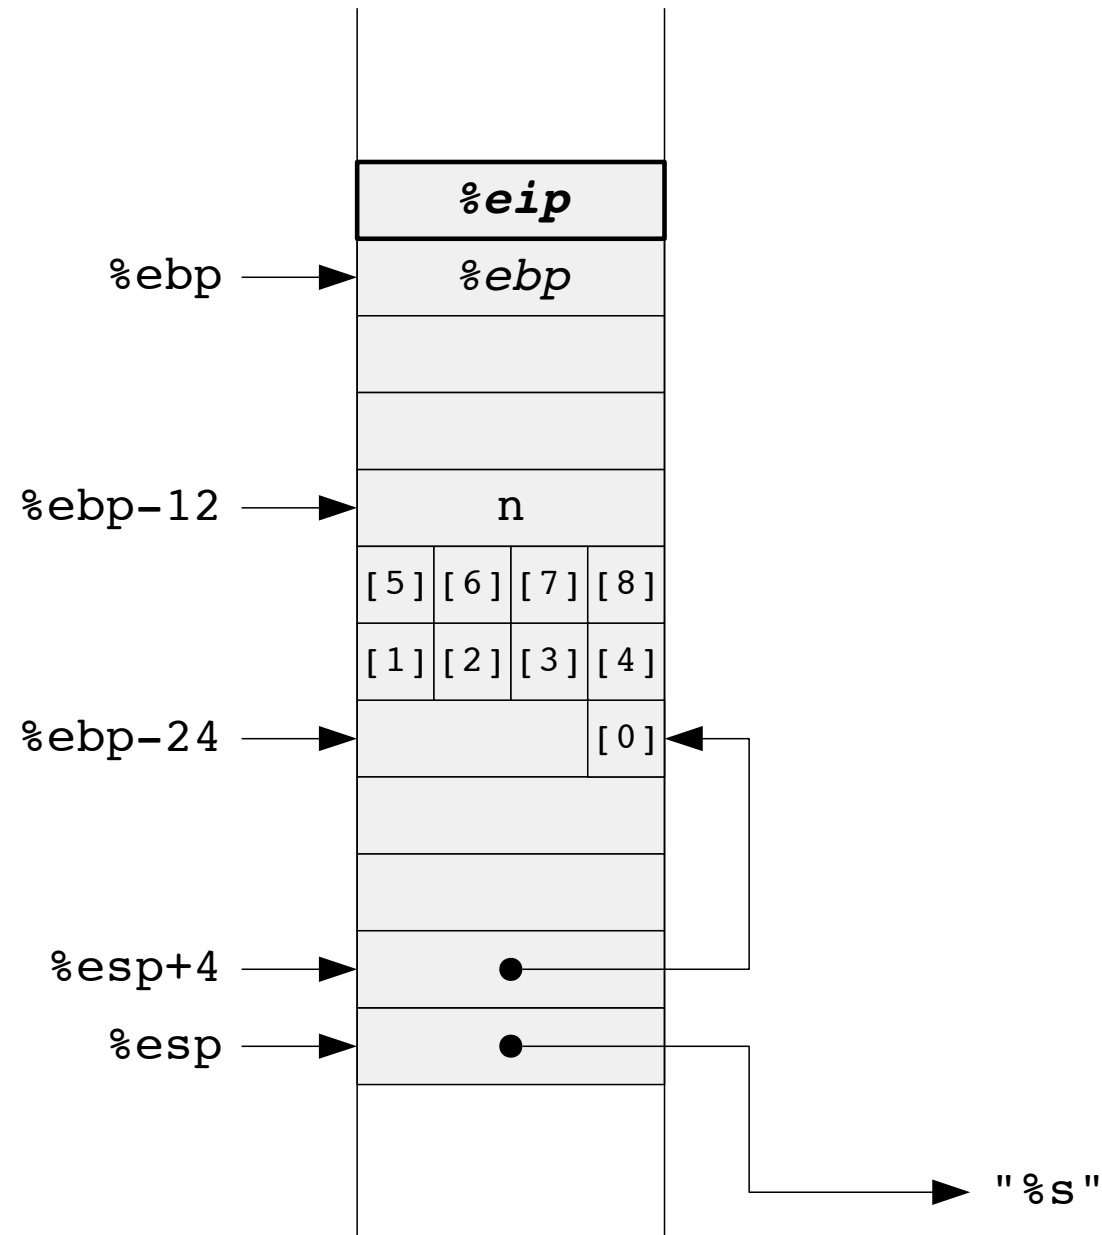 %eip
%ebp %ebp
%ebp-12 n
[5] [6] [7] [8]
[1] [2] [3] [4]
%ebp-24 [0]
%esp+4
%esp
"%s"